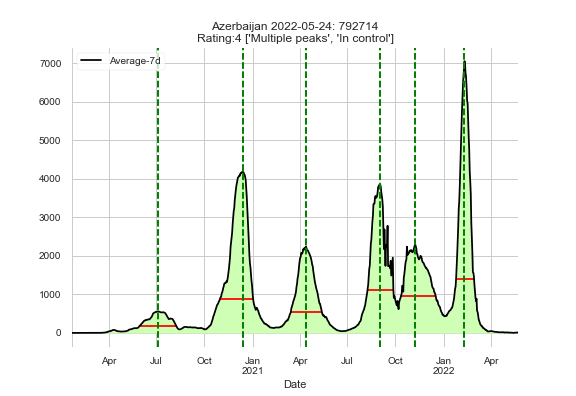 Azerbaijan 2022-05-24: 792714
Rating:4 ['Multiple peaks', 'In control']
Average-7d
7000
6000
5000
4000
3000
2000
1000
0
Apr Jul Oct Jan Apr Jul Oct Jan Apr
2021 2022
Date